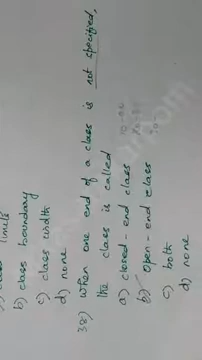 b) class boundary
c) class width
d) none
38) When one end of a class is not specified,
the class is called
a) closed - end class
b) open - end class
c) both
d) none